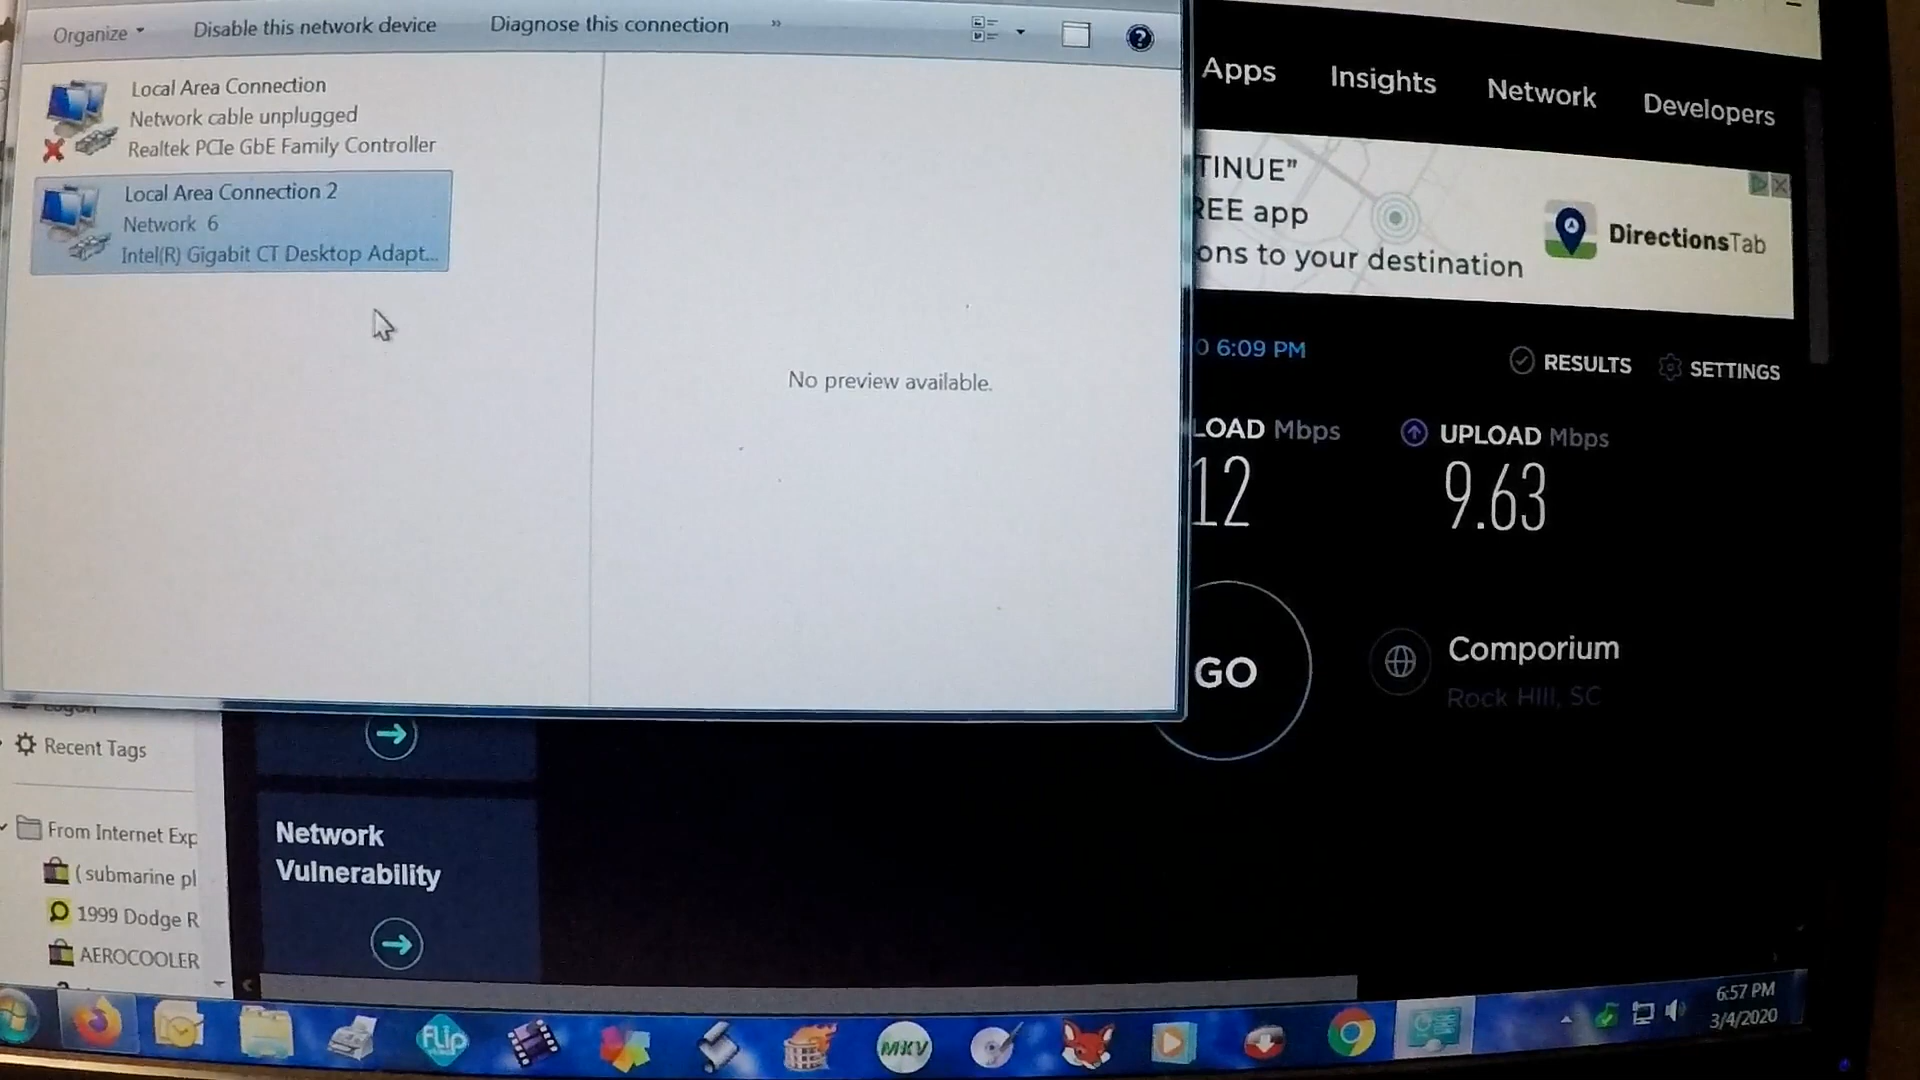 Organize
Disable this network device
Diagnose this connection
»
Local Area Connection
Network cable unplugged
Realtek PCIe GbE Family Controller
Local Area Connection 2
Network 6
Intel(R) Gigabit CT Desktop Adapt...
No preview available.
Apps
Insights
Network
Developers
TINUE"
REE app
ons to your destination
DirectionsTab
6:09 PM
RESULTS
SETTINGS
LOAD Mbps
12
UPLOAD Mbps
9.63
GO
Comporium
Rock Hill, SC
Recent Tags
From Internet Exp
(submarine pl
1999 Dodge R
AEROCOOLER
Network
Vulnerability
FLiP
MKV
6:57 PM
3/4/2020